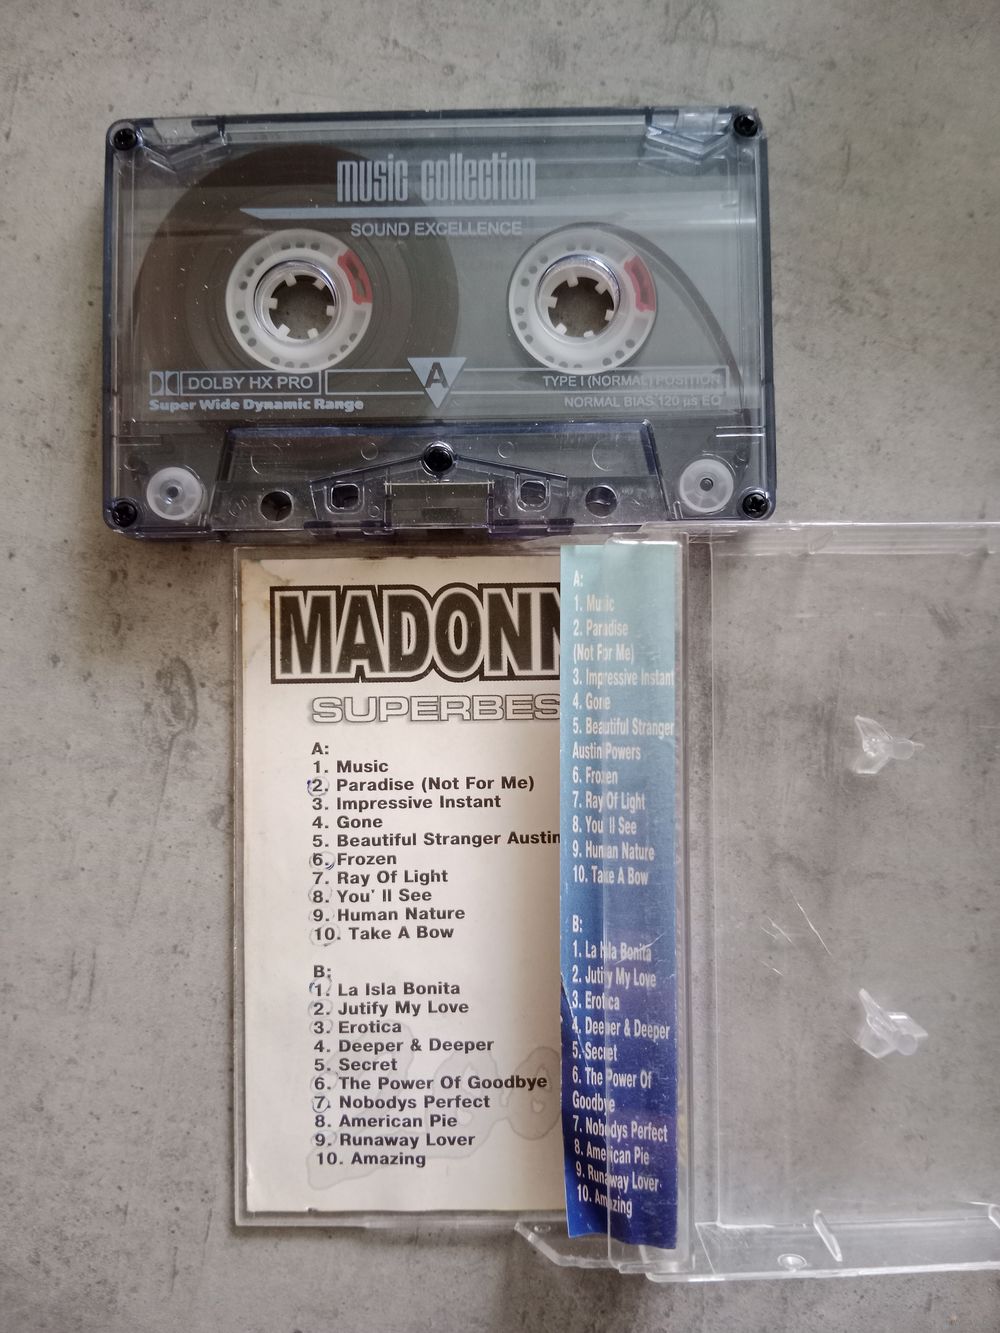 music collection
SOUND EXCELLENCE
DOLBY HX PRO
Super Wide Dynamic Range
A
TYPE I (NORMAL) POSITION
NORMAL BIAS 120 µs EQ
MADONN
SUPERBES
A:
1. Music
2. Paradise (Not For Me)
3. Impressive Instant
4. Gone
5. Beautiful Stranger Austin
6. Frozen
7. Ray Of Light
8. You' ll See
9. Human Nature
10. Take A Bow
B:
1. La Isla Bonita
2. Jutify My Love
3. Erotica
4. Deeper & Deeper
5. Secret
6. The Power Of Goodbye
7. Nobodys Perfect
8. American Pie
9. Runaway Lover
10. Amazing
A:
1. Music
2. Paradise
(Not For Me)
3. Impressive Instant
4. Gone
5. Beautiful Stranger
Austin Powers
6. Frozen
7. Ray Of Light
8. You ll See
9. Human Nature
10. Take A Bow
B:
1. La Isla Bonita
2. Jutify My Love
3. Erotica
4. Deeper & Deeper
5. Secret
6. The Power Of
Goodbye
7. Nobodys Perfect
8. American Pie
9. Runaway Lover
10. Amazing